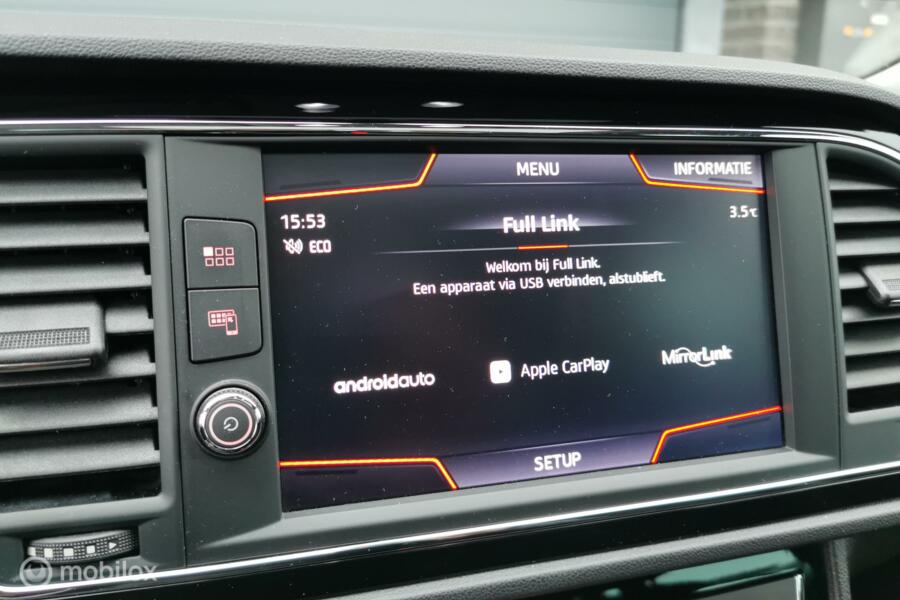 MENU
INFORMATIE
15:53
3.5°C
ECO
Full Link
Welkom bij Full Link.
Een apparaat via USB verbinden, alstublieft.
androidauto
Apple CarPlay
MirrorLink
SETUP
mobilox